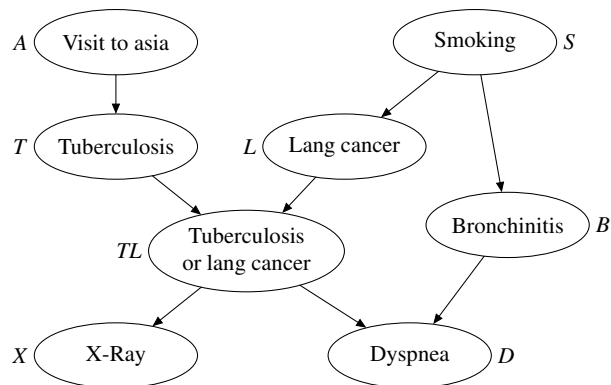 A Visit to asia
Smoking S
T Tuberculosis
L Lang cancer
Bronchinitis B
TL Tuberculosis
or lang cancer
X X-Ray
Dyspnea D